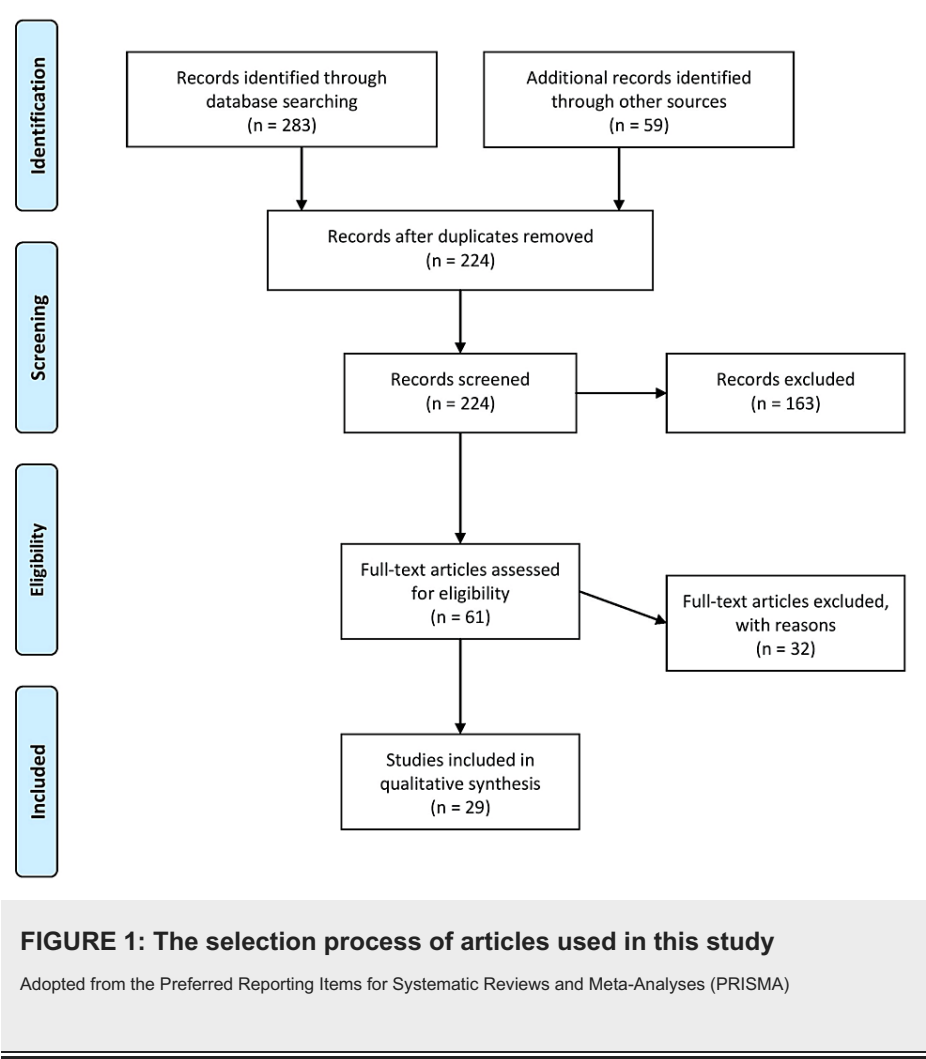 Identification
Records identified through
database searching
(n = 283)
Additional records identified
through other sources
(n = 59)
Records after duplicates removed
(n = 224)
Screening
Records screened
(n = 224)
Records excluded
(n = 163)
Eligibility
Full-text articles assessed
for eligibility
(n = 61)
Full-text articles excluded,
with reasons
(n = 32)
Included
Studies included in
qualitative synthesis
(n = 29)
FIGURE 1: The selection process of articles used in this study
Adopted from the Preferred Reporting Items for Systematic Reviews and Meta-Analyses (PRISMA)